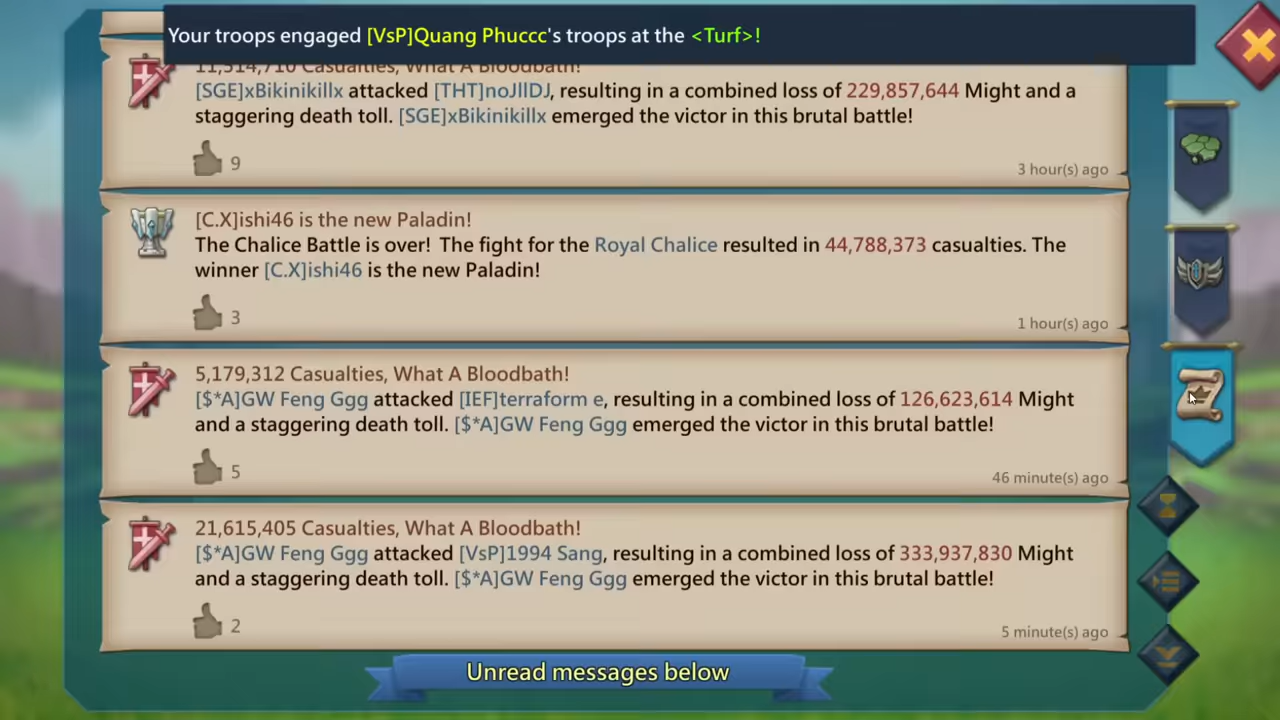 Your troops engaged [VsP]Quang Phuccc's troops at the <Turf>!
11,514,710 Casualties, What A Bloodbath!
[SGE]xBikinikillx attacked [THT]noJIlDJ, resulting in a combined loss of 229,857,644 Might and a
staggering death toll. [SGE]xBikinikillx emerged the victor in this brutal battle!
9
3 hour(s) ago
[C.X]ishi46 is the new Paladin!
The Chalice Battle is over! The fight for the Royal Chalice resulted in 44,788,373 casualties. The
winner [C.X]ishi46 is the new Paladin!
3
1 hour(s) ago
5,179,312 Casualties, What A Bloodbath!
[$*A]GW Feng Ggg attacked [IEF]terraform e, resulting in a combined loss of 126,623,614 Might
and a staggering death toll. [$*A]GW Feng Ggg emerged the victor in this brutal battle!
5
46 minute(s) ago
21,615,405 Casualties, What A Bloodbath!
[$*A]GW Feng Ggg attacked [VsP]1994 Sang, resulting in a combined loss of 333,937,830 Might
and a staggering death toll. [$*A]GW Feng Ggg emerged the victor in this brutal battle!
2
5 minute(s) ago
Unread messages below